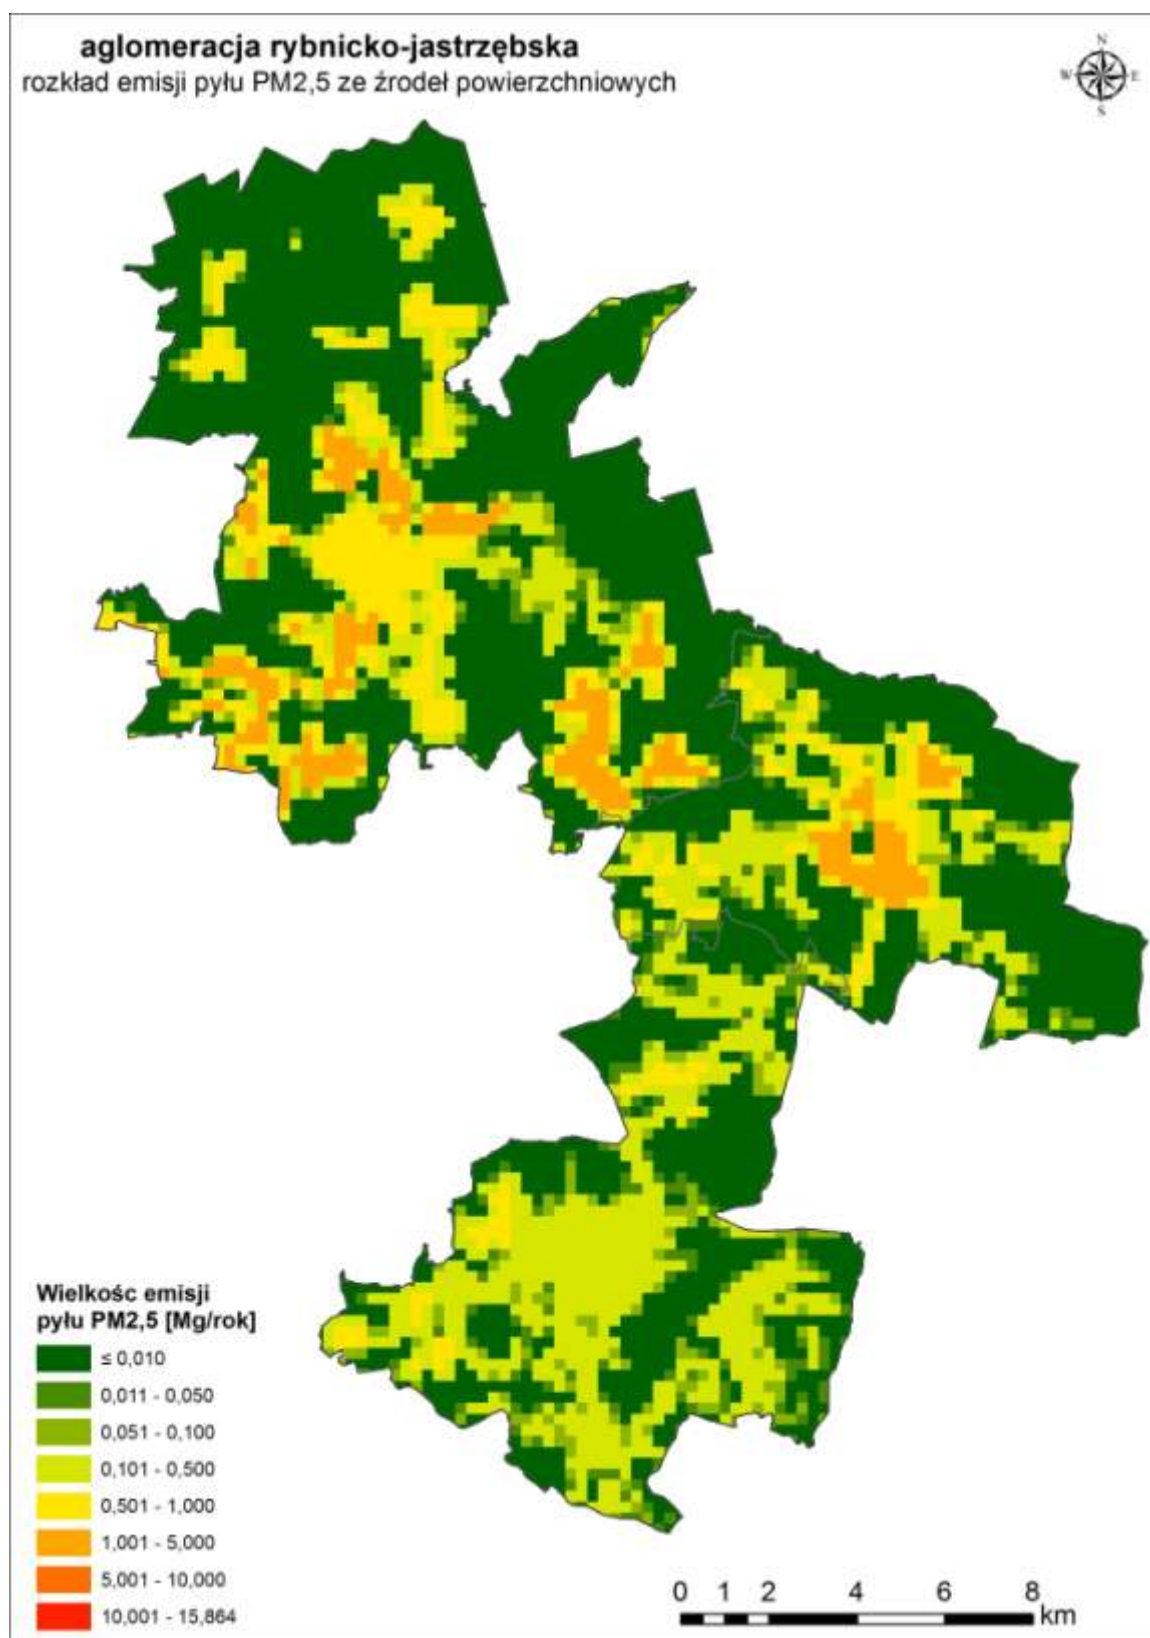 aglomeracja rybnicko-jastrzębska
rozkład emisji pyłu PM2,5 ze źrodeł powierzchniowych
N
W E
S
Wielkośc emisji
pyłu PM2,5 [Mg/rok]
≤ 0,010
0,011 - 0,050
0,051 - 0,100
0,101 - 0,500
0,501 - 1,000
1,001 - 5,000
5,001 - 10,000
10,001 - 15,864
0 1 2 4 6 8
km